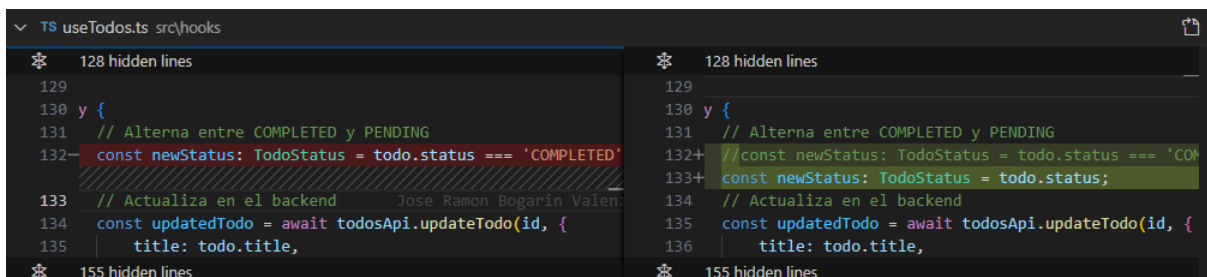 TS useTodos.ts src\hooks
128 hidden lines
129
130 y {
131 // Alterna entre COMPLETED y PENDING
132− const newStatus: TodoStatus = todo.status === 'COMPLETED'
133 // Actualiza en el backend Jose Ramon Bogarin Valenz
134 const updatedTodo = await todosApi.updateTodo(id, {
135 title: todo.title,
155 hidden lines
128 hidden lines
129
130 y {
131 // Alterna entre COMPLETED y PENDING
132+ //const newStatus: TodoStatus = todo.status === 'COM
133+ const newStatus: TodoStatus = todo.status;
134 // Actualiza en el backend
135 const updatedTodo = await todosApi.updateTodo(id, {
136 title: todo.title,
155 hidden lines